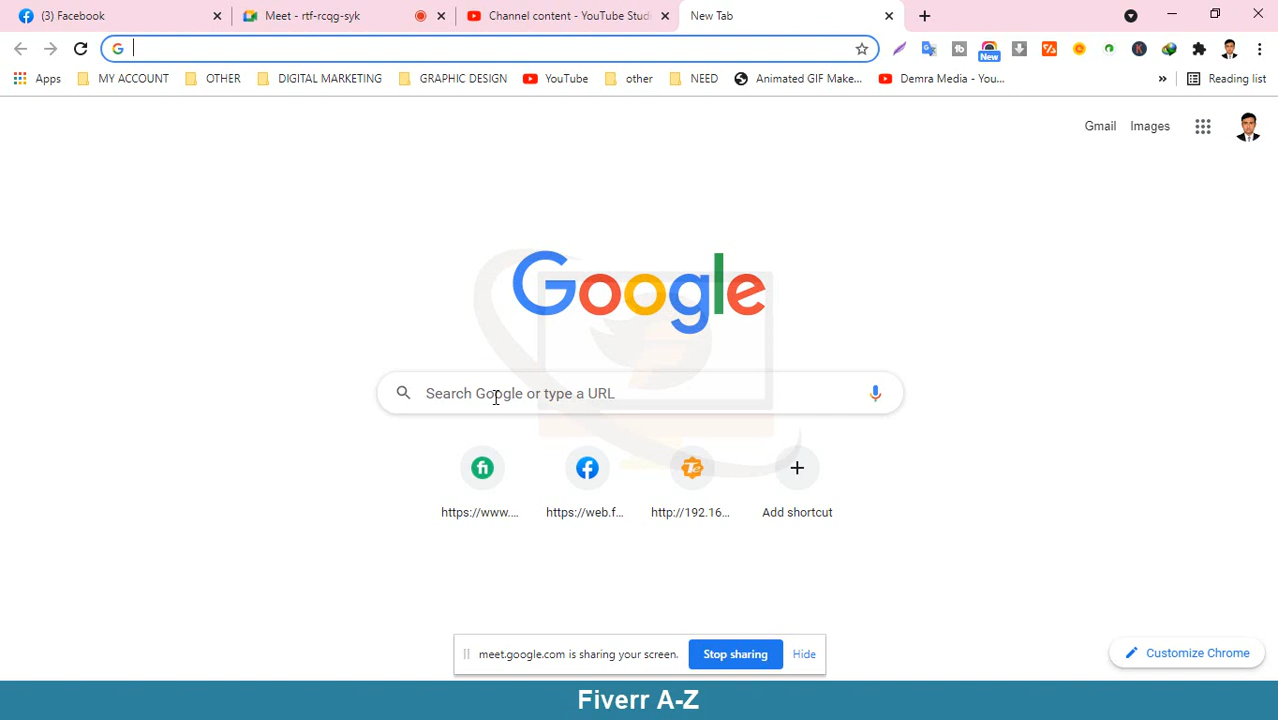 (3) Facebook
Meet - rtf-rcqg-syk
Channel content - YouTube Studi
New Tab
New
Apps
MY ACCOUNT
OTHER
DIGITAL MARKETING
GRAPHIC DESIGN
YouTube
other
NEED
Animated GIF Make...
Demra Media - You...
»
Reading list
Gmail
Images
Google
Search Google or type a URL
https://www....
https://web.f...
http://192.16...
Add shortcut
meet.google.com is sharing your screen.
Stop sharing
Hide
Customize Chrome
Fiverr A-Z